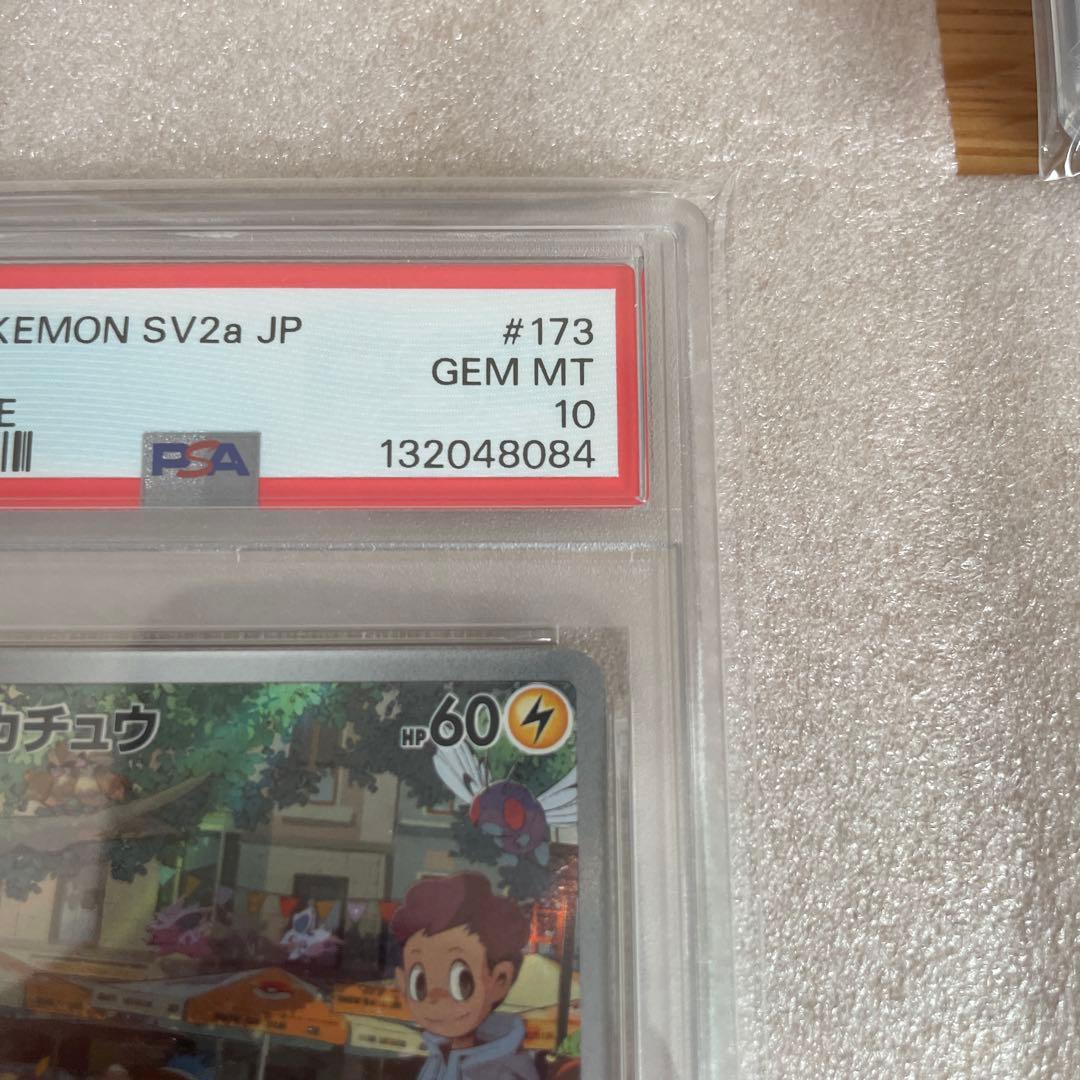 KEMON SV2a JP #173
GEM MT
E 10
PSA 132048084
カチュウ HP60